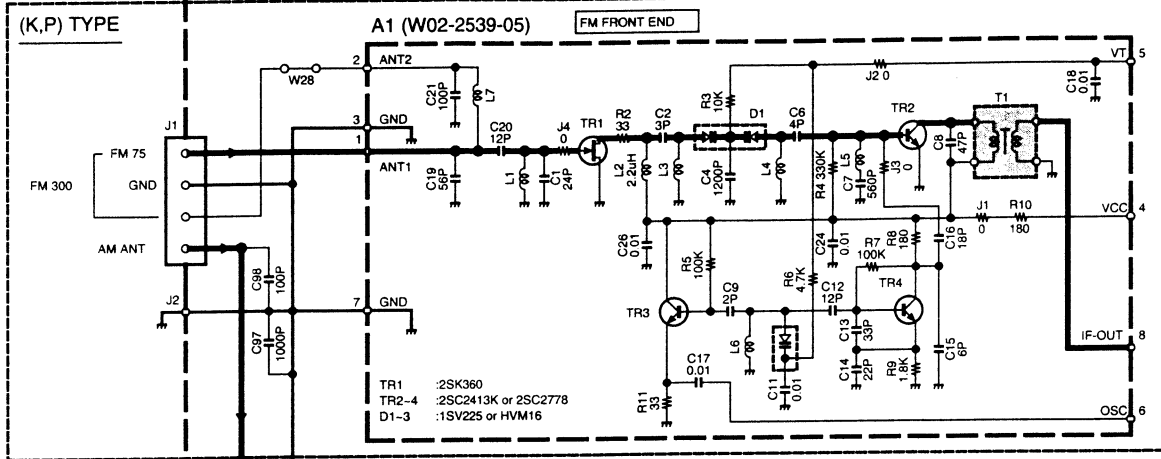 (K,P) TYPE
A1 (W02-2539-05)
FM FRONT END
VT 5
J2 0
C18
0.01
2 ANT2
W28
C21
100P
L7
R3
10K
D1
3 GND
1
ANT1
C20
12P
J4
0
TR1
R2
33
C2
3P
C6
4P
TR2
T1
C8
47P
J1
FM 75
FM 300
GND
AM ANT
C19
56P
L1
C1
24P
L2
2.2uH
L3
C4
1200P
L4
R4 330K
L5
C7
560P
J3
0
VCC 4
J1
0
R10
180
C26
0.01
R5
100K
C24
0.01
R6
4.7K
R7
100K
R8
180
C16
18P
C98
100P
J2
7 GND
C97
1000P
TR3
C9
2P
C12
12P
TR4
L6
C13
33P
C14
22P
R9
1.8K
C15
6P
IF-OUT 8
C17
0.01
C11
0.01
R11
33
OSC 6
TR1 :2SK360
TR2~4 :2SC2413K or 2SC2778
D1~3 :1SV225 or HVM16